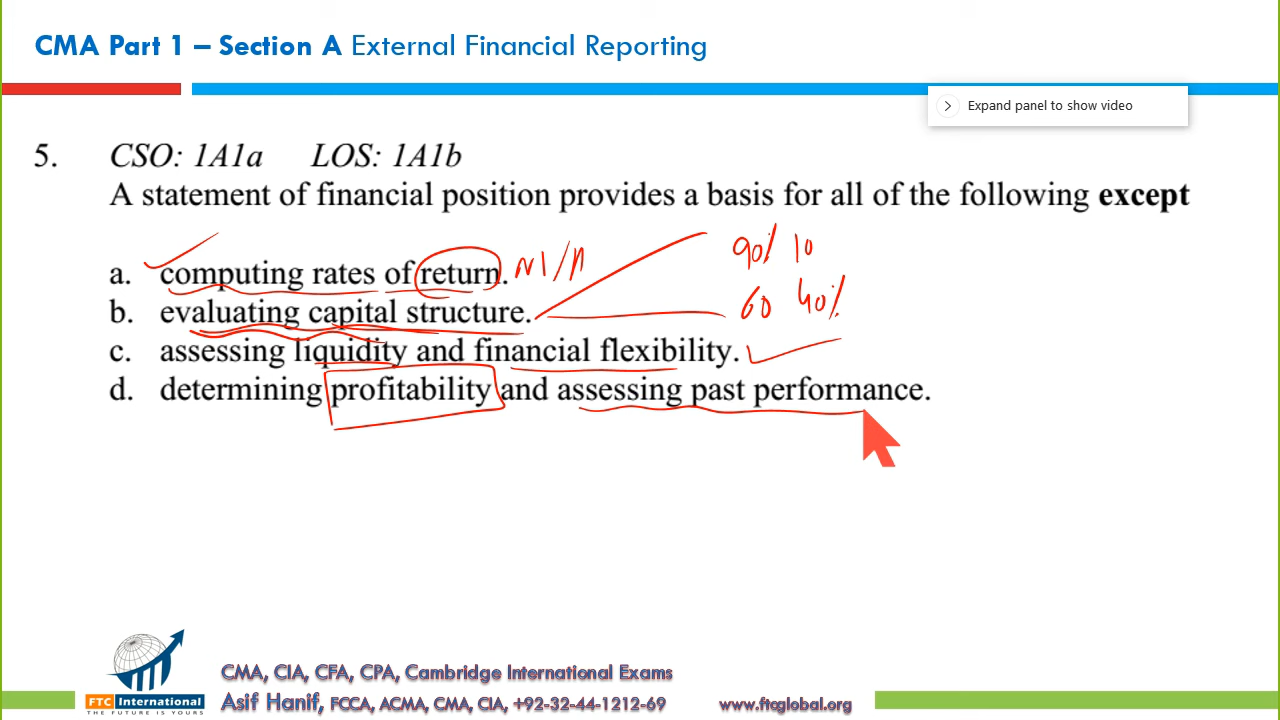 CMA Part 1 – Section A External Financial Reporting
Expand panel to show video
5. CSO: 1A1a LOS: 1A1b
A statement of financial position provides a basis for all of the following except
90% 10
a. computing rates of return. NI/A
b. evaluating capital structure. 60 40%
c. assessing liquidity and financial flexibility.
d. determining profitability and assessing past performance.
FTC International
THE FUTURE IS YOURS
CMA, CIA, CFA, CPA, Cambridge International Exams
Asif Hanif, FCCA, ACMA, CMA, CIA, +92-32-44-1212-69 www.ftcglobal.org